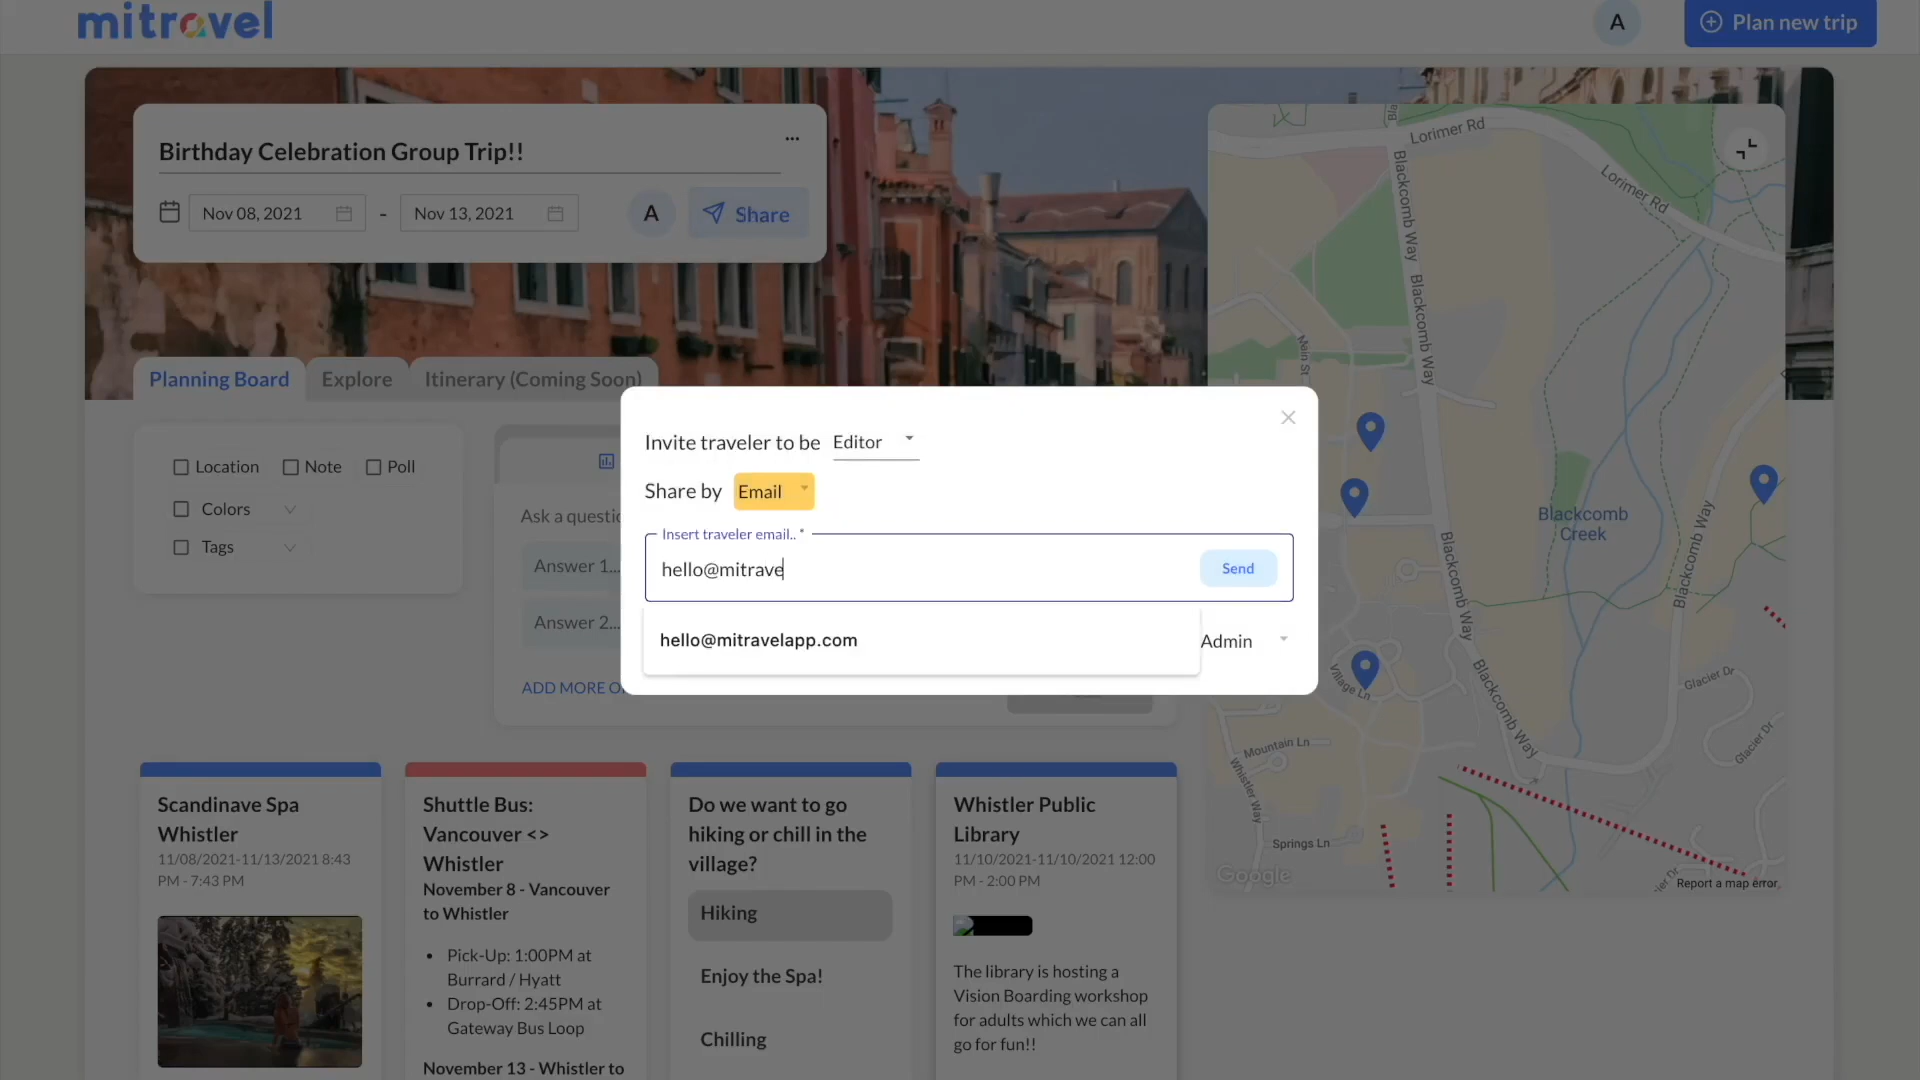 mitravel
A
Plan new trip
Birthday Celebration Group Trip!!
...
Nov 08, 2021
-
Nov 13, 2021
A
Share
Planning Board
Explore
Itinerary (Coming Soon)
Location
Note
Poll
Colors
Tags
Ask a questio
Answer 1...
Answer 2...
ADD MORE O
Invite traveler to be Editor
Share by Email
Insert traveler email.. *
hello@mitrave
Send
hello@mitravelapp.com
Admin
Scandinave Spa
Whistler
11/08/2021-11/13/2021 8:43
PM - 7:43 PM
Shuttle Bus:
Vancouver <>
Whistler
November 8 - Vancouver
to Whistler
• Pick-Up: 1:00PM at
Burrard / Hyatt
• Drop-Off: 2:45PM at
Gateway Bus Loop
November 13 - Whistler to
Do we want to go
hiking or chill in the
village?
Hiking
Enjoy the Spa!
Chilling
Whistler Public
Library
11/10/2021-11/10/2021 12:00
PM - 2:00 PM
The library is hosting a
Vision Boarding workshop
for adults which we can all
go for fun!!
Bla
Lorimer Rd
Lorimer Rd
Blackcomb Way
Blackcomb Way
Main St
Blackcomb
Creek
Blackcomb Way
Blackcomb Way
Village Ln
Blackcomb Way
Glacier Dr
Glacier Dr
Mountain Ln
Whistler Way
Springs Ln
Google
ier Dr
Report a map error